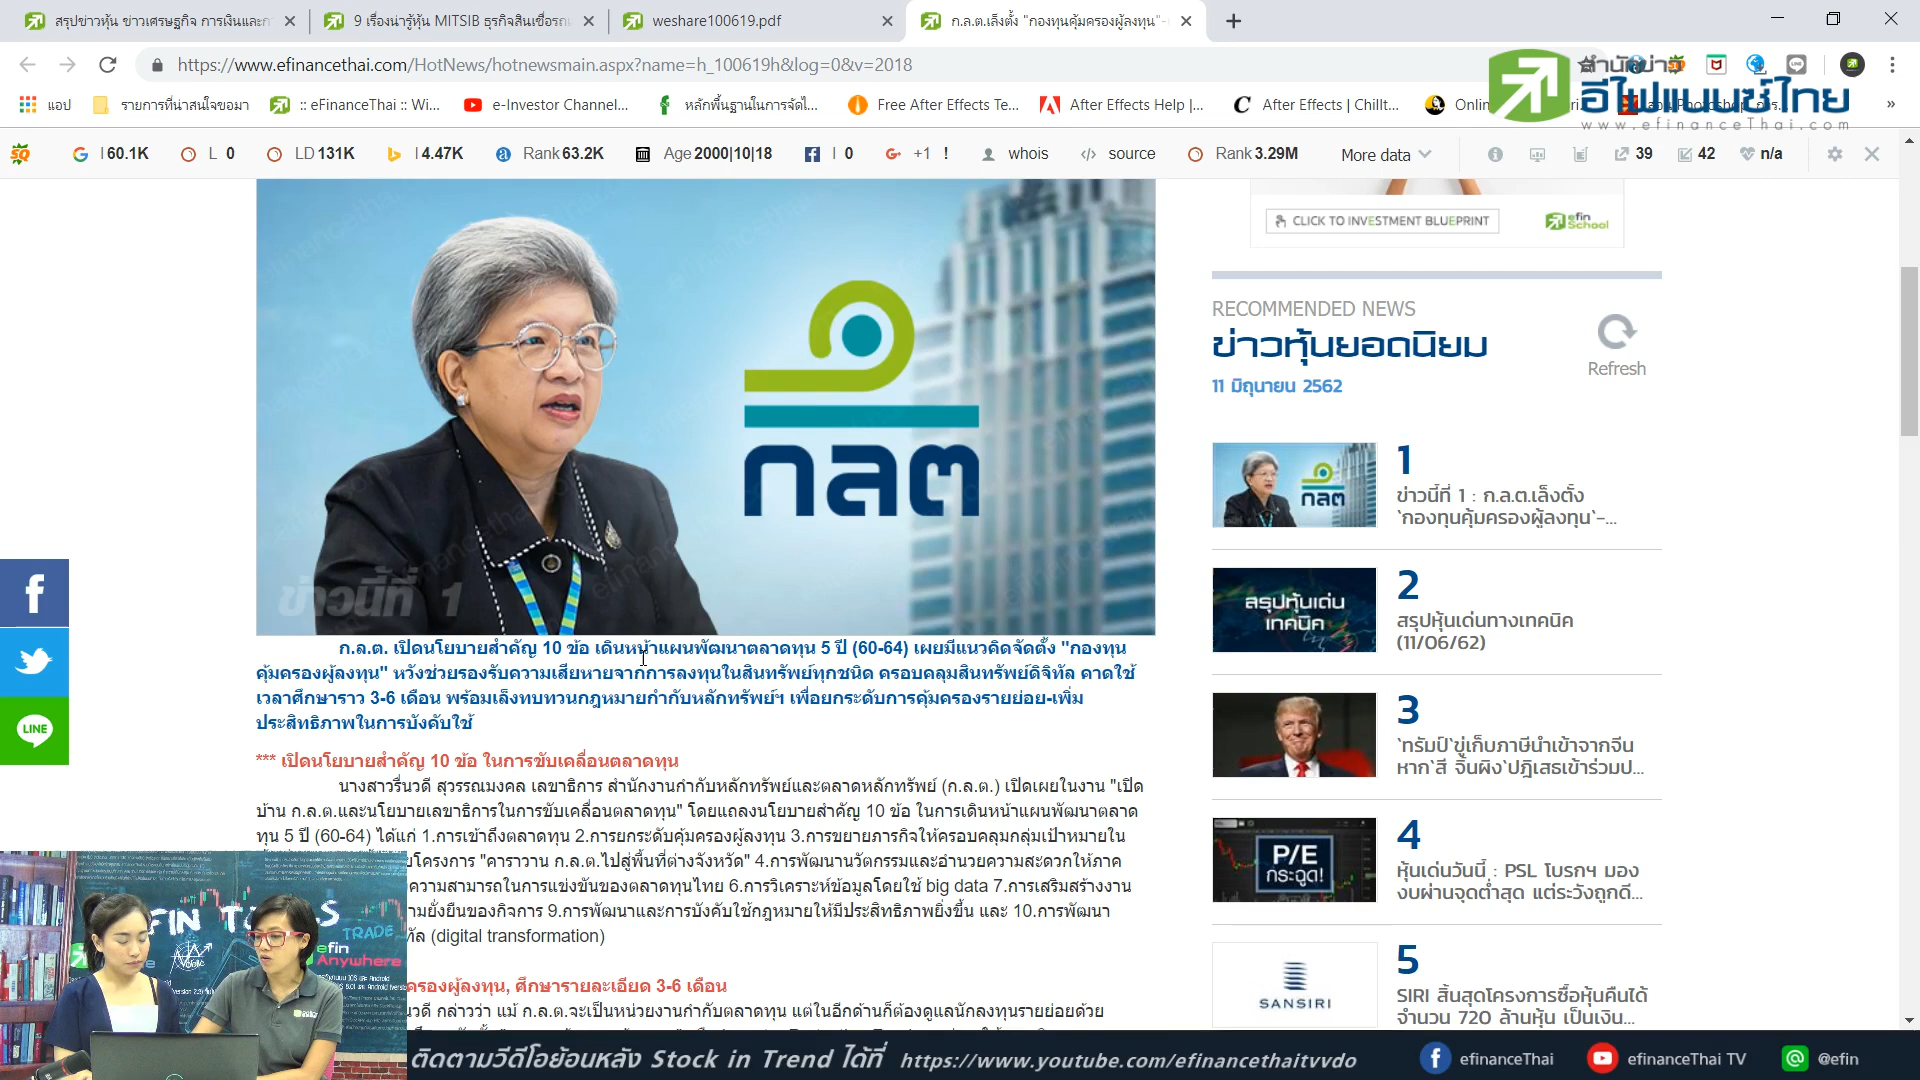 สรุปข่าวหุ้น ข่าวเศรษฐกิจ การเงินและก
9 เรื่องน่ารู้หุ้น MITSIB ธุรกิจสินเชื่อรถ
weshare100619.pdf
ก.ล.ต.เล็งตั้ง "กองทุนคุ้มครองผู้ลงทุน"-
https://www.efinancethai.com/HotNews/hotnewsmain.aspx?name=h_100619h&log=0&v=2018
สำนักข่าว
อีไฟแนนซ์ไทย
www.efinanceThai.com
แอป
รายการที่น่าสนใจขอมา
:: eFinanceThai :: Wi...
e-Investor Channel...
หลักพื้นฐานในการจัดไ...
Free After Effects Te...
After Effects Help |...
After Effects | Chillt...
SQ
I 60.1K
L 0
LD 131K
I 4.47K
Rank 63.2K
Age 2000|10|18
I 0
+1 !
whois
source
Rank 3.29M
More data
39
42
n/a
CLICK TO INVESTMENT BLUEPRINT
efin School
กลต
ข่าวนี้ที่ 1
RECOMMENDED NEWS
ข่าวหุ้นยอดนิยม
11 มิถุนายน 2562
Refresh
1
ข่าวนี้ที่ 1 : ก.ล.ต.เล็งตั้ง
`กองทุนคุ้มครองผู้ลงทุน`-...
กลต
2
สรุปหุ้นเด่นทางเทคนิค
(11/06/62)
สรุปหุ้นเด่น
เทคนิค
3
`ทรัมป์`ขู่เก็บภาษีนำเข้าจากจีน
หาก`สี จิ้นผิง`ปฏิเสธเข้าร่วมป...
4
หุ้นเด่นวันนี้ : PSL โบรกฯ มอง
งบผ่านจุดต่ำสุด แต่ระวังถูกดี...
P/E
กระฉูด!
5
SIRI สิ้นสุดโครงการซื้อหุ้นคืนได้
จำนวน 720 ล้านหุ้น เป็นเงิน...
SANSIRI
LINE
ก.ล.ต. เปิดนโยบายสำคัญ 10 ข้อ เดินหน้าแผนพัฒนาตลาดทุน 5 ปี (60-64) เผยมีแนวคิดจัดตั้ง "กองทุน
คุ้มครองผู้ลงทุน" หวังช่วยรองรับความเสียหายจากการลงทุนในสินทรัพย์ทุกชนิด ครอบคลุมสินทรัพย์ดิจิทัล คาดใช้
เวลาศึกษาราว 3-6 เดือน พร้อมเล็งทบทวนกฎหมายกำกับหลักทรัพย์ฯ เพื่อยกระดับการคุ้มครองรายย่อย-เพิ่ม
ประสิทธิภาพในการบังคับใช้
*** เปิดนโยบายสำคัญ 10 ข้อ ในการขับเคลื่อนตลาดทุน
นางสาวรื่นวดี สุวรรณมงคล เลขาธิการ สำนักงานกำกับหลักทรัพย์และตลาดหลักทรัพย์ (ก.ล.ต.) เปิดเผยในงาน "เปิด
บ้าน ก.ล.ต.และนโยบายเลขาธิการในการขับเคลื่อนตลาดทุน" โดยแถลงนโยบายสำคัญ 10 ข้อ ในการเดินหน้าแผนพัฒนาตลาด
ทุน 5 ปี (60-64) ได้แก่ 1.การเข้าถึงตลาดทุน 2.การยกระดับคุ้มครองผู้ลงทุน 3.การขยายภารกิจให้ครอบคลุมกลุ่มเป้าหมายใน
โครงการ "คาราวาน ก.ล.ต.ไปสู่พื้นที่ต่างจังหวัด" 4.การพัฒนานวัตกรรมและอำนวยความสะดวกให้ภาค
ความสามารถในการแข่งขันของตลาดทุนไทย 6.การวิเคราะห์ข้อมูลโดยใช้ big data 7.การเสริมสร้างงาน
ามยั่งยืนของกิจการ 9.การพัฒนาและการบังคับใช้กฎหมายให้มีประสิทธิภาพยิ่งขึ้น และ 10.การพัฒนา
ทัล (digital transformation)
ครองผู้ลงทุน, ศึกษารายละเอียด 3-6 เดือน
นวดี กล่าวว่า แม้ ก.ล.ต.จะเป็นหน่วยงานกำกับตลาดทุน แต่ในอีกด้านก็ต้องดูแลนักลงทุนรายย่อยด้วย
TRADE
efin
Anywhere
ติดตามวีดีโอย้อนหลัง Stock in Trend ได้ที่ https://www.youtube.com/efinancethaitvvdo
efinanceThai
efinanceThai TV
@efin